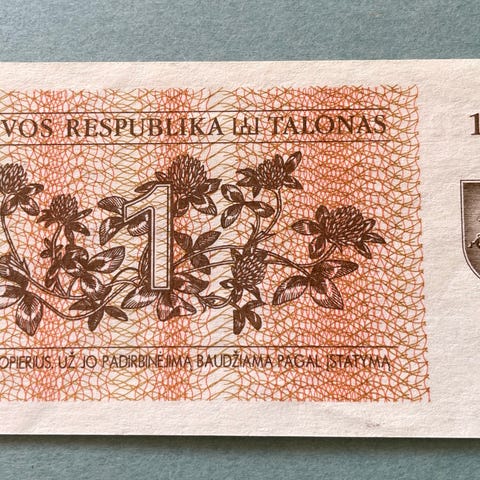 VOS RESPUBLIKA TALONAS
1
1
OPIERIUS, UŽ JO PADIRBINĖJIMĄ BAUDŽIAMA PAGAL ĮSTATYMĄ